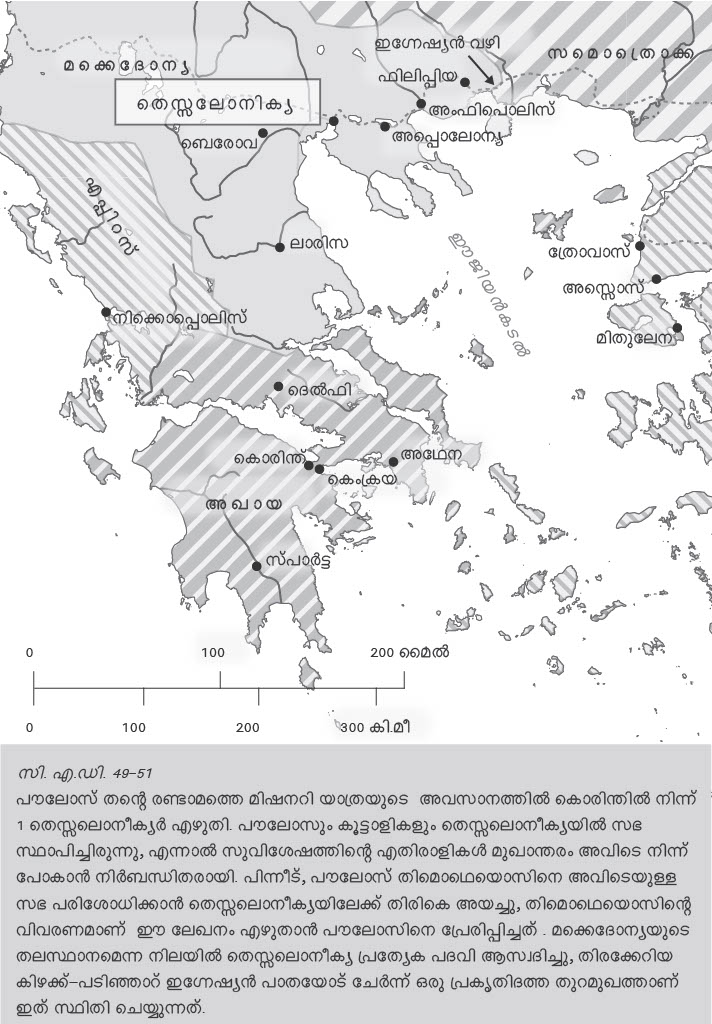 ഇഗ്നേഷ്യൻ വഴി
സമൊത്രൊക്ക
മക്കെദോന്യ
ഫിലിപ്പിയ
തെസ്സലോനിക്യ
അംഫിപൊലിസ്
ബെരോവ
അപ്പൊലോന്യ
എപ്പിറസ്
ലാരിസ
ഈജിയൻകടൽ
ത്രോവാസ്
അസ്സൊസ്
നിക്കൊപ്പൊലിസ്
മിതുലേന
ദെൽഫി
കൊരിന്ത്
അഥേന
കെംക്രയ
അഖായ
സ്പാർട്ട
0 100 200 മൈൽ
0 100 200 300 കി.മീ
സി. എ.ഡി. 49-51
പൗലോസ് തന്റെ രണ്ടാമത്തെ മിഷനറി യാത്രയുടെ അവസാനത്തിൽ കൊരിന്തിൽ നിന്ന്
1 തെസ്സലൊനീക്യർ എഴുതി. പൗലോസും കൂട്ടാളികളും തെസ്സലൊനീക്യയിൽ സഭ
സ്ഥാപിച്ചിരുന്നു, എന്നാൽ സുവിശേഷത്തിന്റെ എതിരാളികൾ മുഖാന്തരം അവിടെ നിന്ന്
പോകാൻ നിർബന്ധിതരായി. പിന്നീട്, പൗലോസ് തിമൊഥെയൊസിനെ അവിടെയുള്ള
സഭ പരിശോധിക്കാൻ തെസ്സലൊനീക്യയിലേക്ക് തിരികെ അയച്ചു, തിമൊഥെയൊസിന്റെ
വിവരണമാണ് ഈ ലേഖനം എഴുതാൻ പൗലോസിനെ പ്രേരിപ്പിച്ചത് . മക്കെദോന്യയുടെ
തലസ്ഥാനമെന്ന നിലയിൽ തെസ്സലൊനീക്യ പ്രത്യേക പദവി ആസ്വദിച്ചു, തിരക്കേറിയ
കിഴക്ക്-പടിഞ്ഞാറ് ഇഗ്നേഷ്യൻ പാതയോട് ചേർന്ന് ഒരു പ്രകൃതിദത്ത തുറമുഖത്താണ്
ഇത് സ്ഥിതി ചെയ്യുന്നത്.